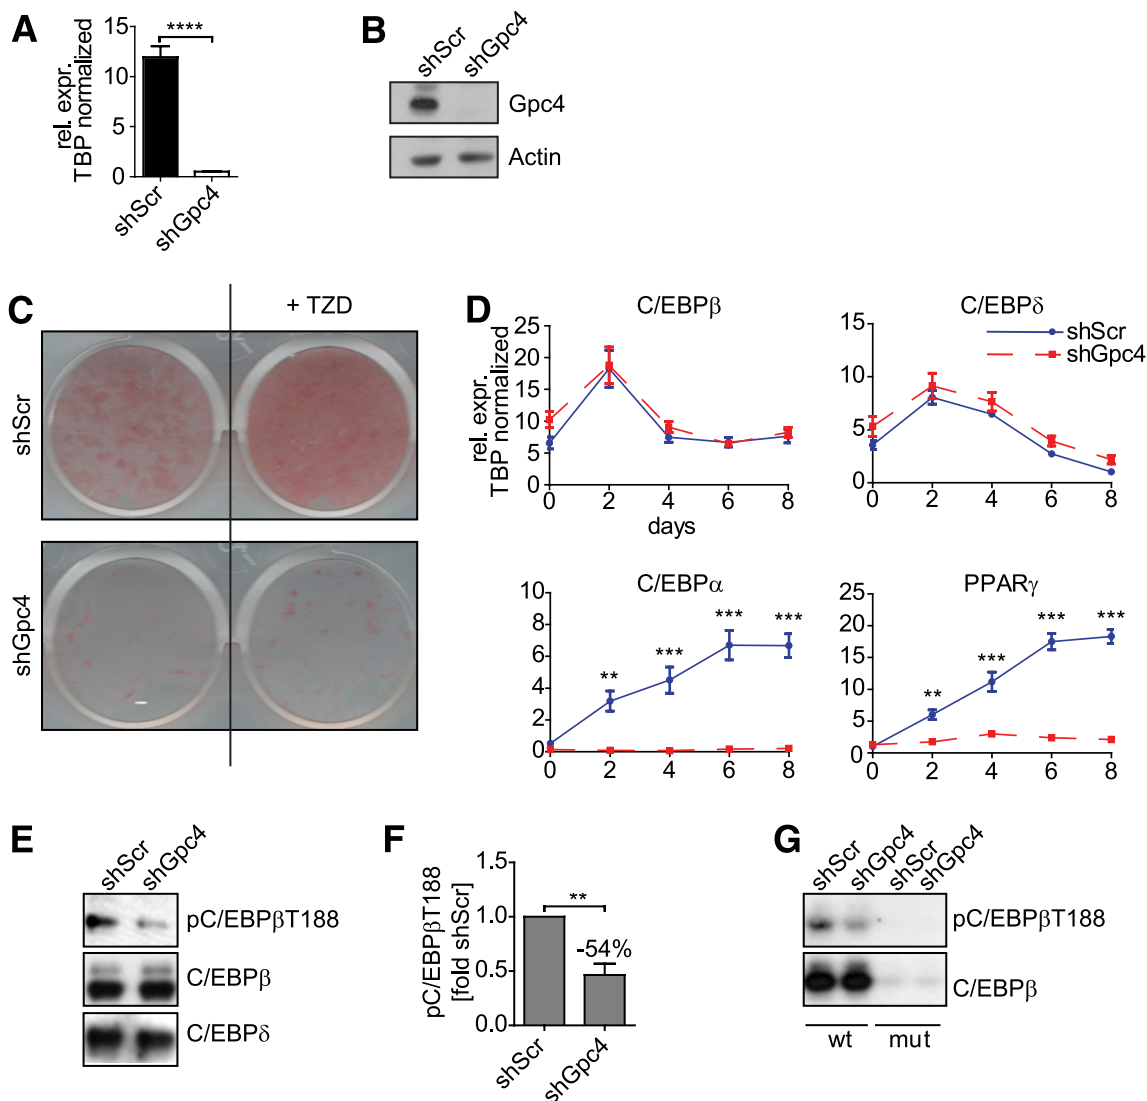 A
rel. expr.
TBP normalized
15
10
5
0
****
shScr
shGpc4
B
shScr
shGpc4
Gpc4
Actin
C
+ TZD
shScr
shGpc4
D
C/EBPβ
rel. expr.
TBP normalized
25
20
15
10
5
0
0 2 4 6 8
days
C/EBPδ
shScr
shGpc4
15
10
5
0
0 2 4 6 8
C/EBPα
10
8
6
4
2
0
** *** *** ***
0 2 4 6 8
PPARγ
25
20
15
10
5
0
** *** *** ***
0 2 4 6 8
E
shScr
shGpc4
pC/EBPβT188
C/EBPβ
C/EBPδ
F
pC/EBPβT188
[fold shScr]
1.5
1.0
0.5
0.0
**
-54%
shScr
shGpc4
G
shScr
shGpc4
shScr
shGpc4
pC/EBPβT188
C/EBPβ
wt mut